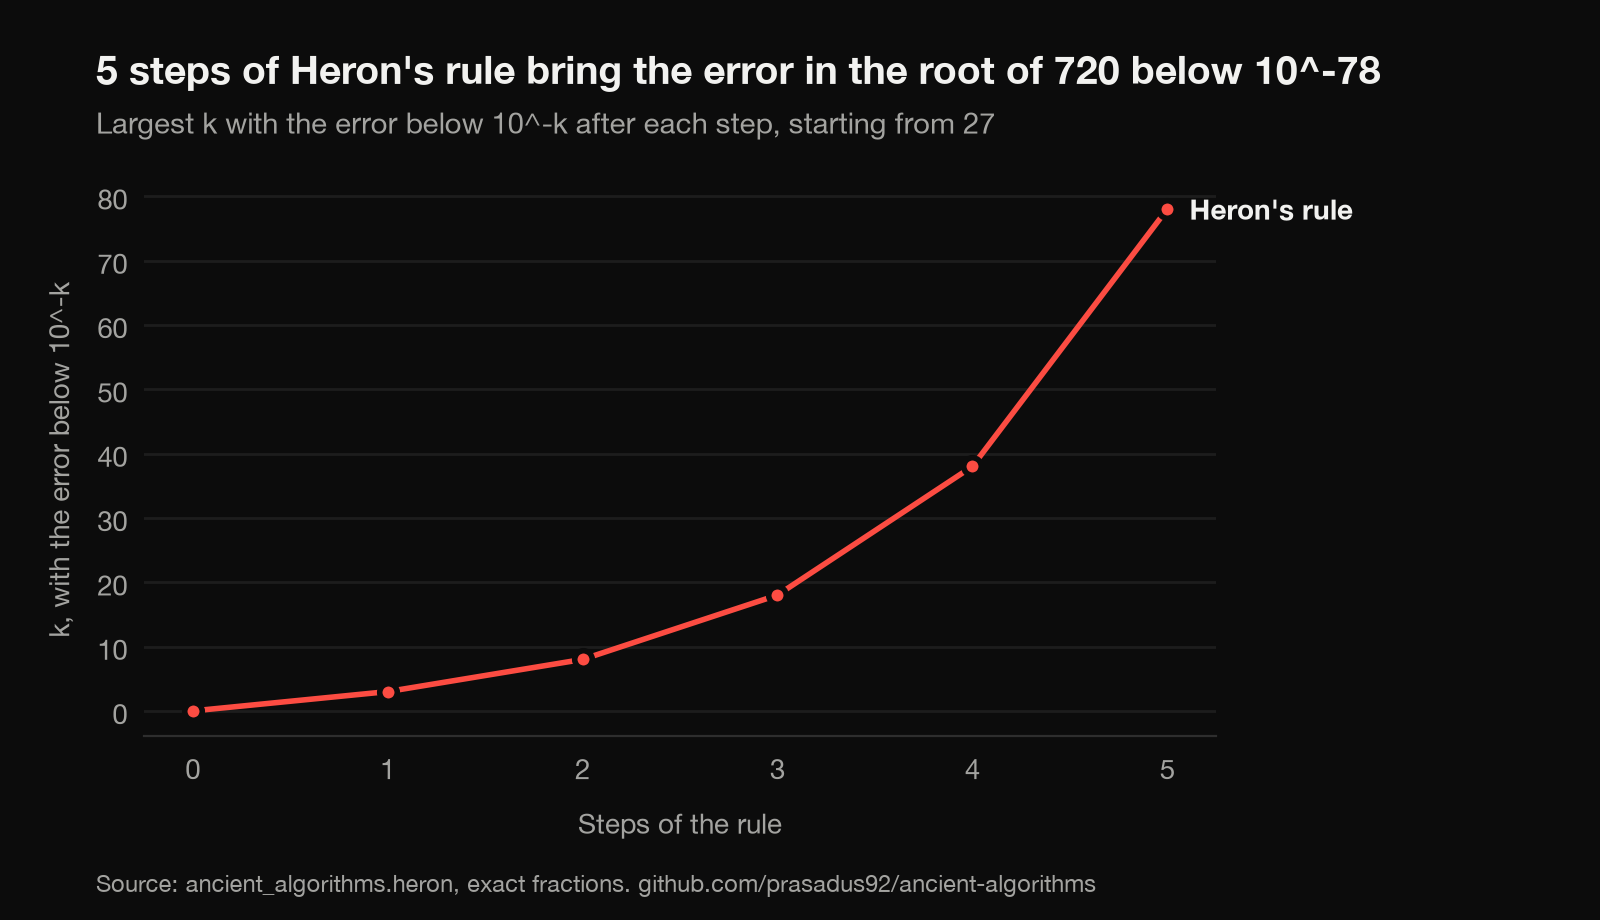 5 steps of Heron's rule bring the error in the root of 720 below 10^-78
Largest k with the error below 10^-k after each step, starting from 27
k, with the error below 10^-k
80
70
60
50
40
30
20
10
0
Heron's rule
0 1 2 3 4 5
Steps of the rule
Source: ancient_algorithms.heron, exact fractions. github.com/prasadus92/ancient-algorithms